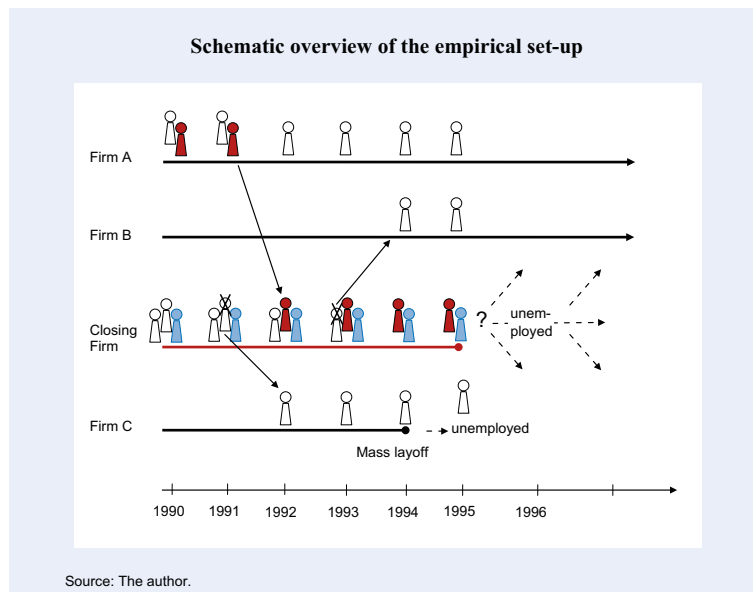 Schematic overview of the empirical set-up
Firm A
Firm B
Closing
Firm
?
unem-
ployed
Firm C
unemployed
Mass layoff
1990 1991 1992 1993 1994 1995 1996
Source: The author.